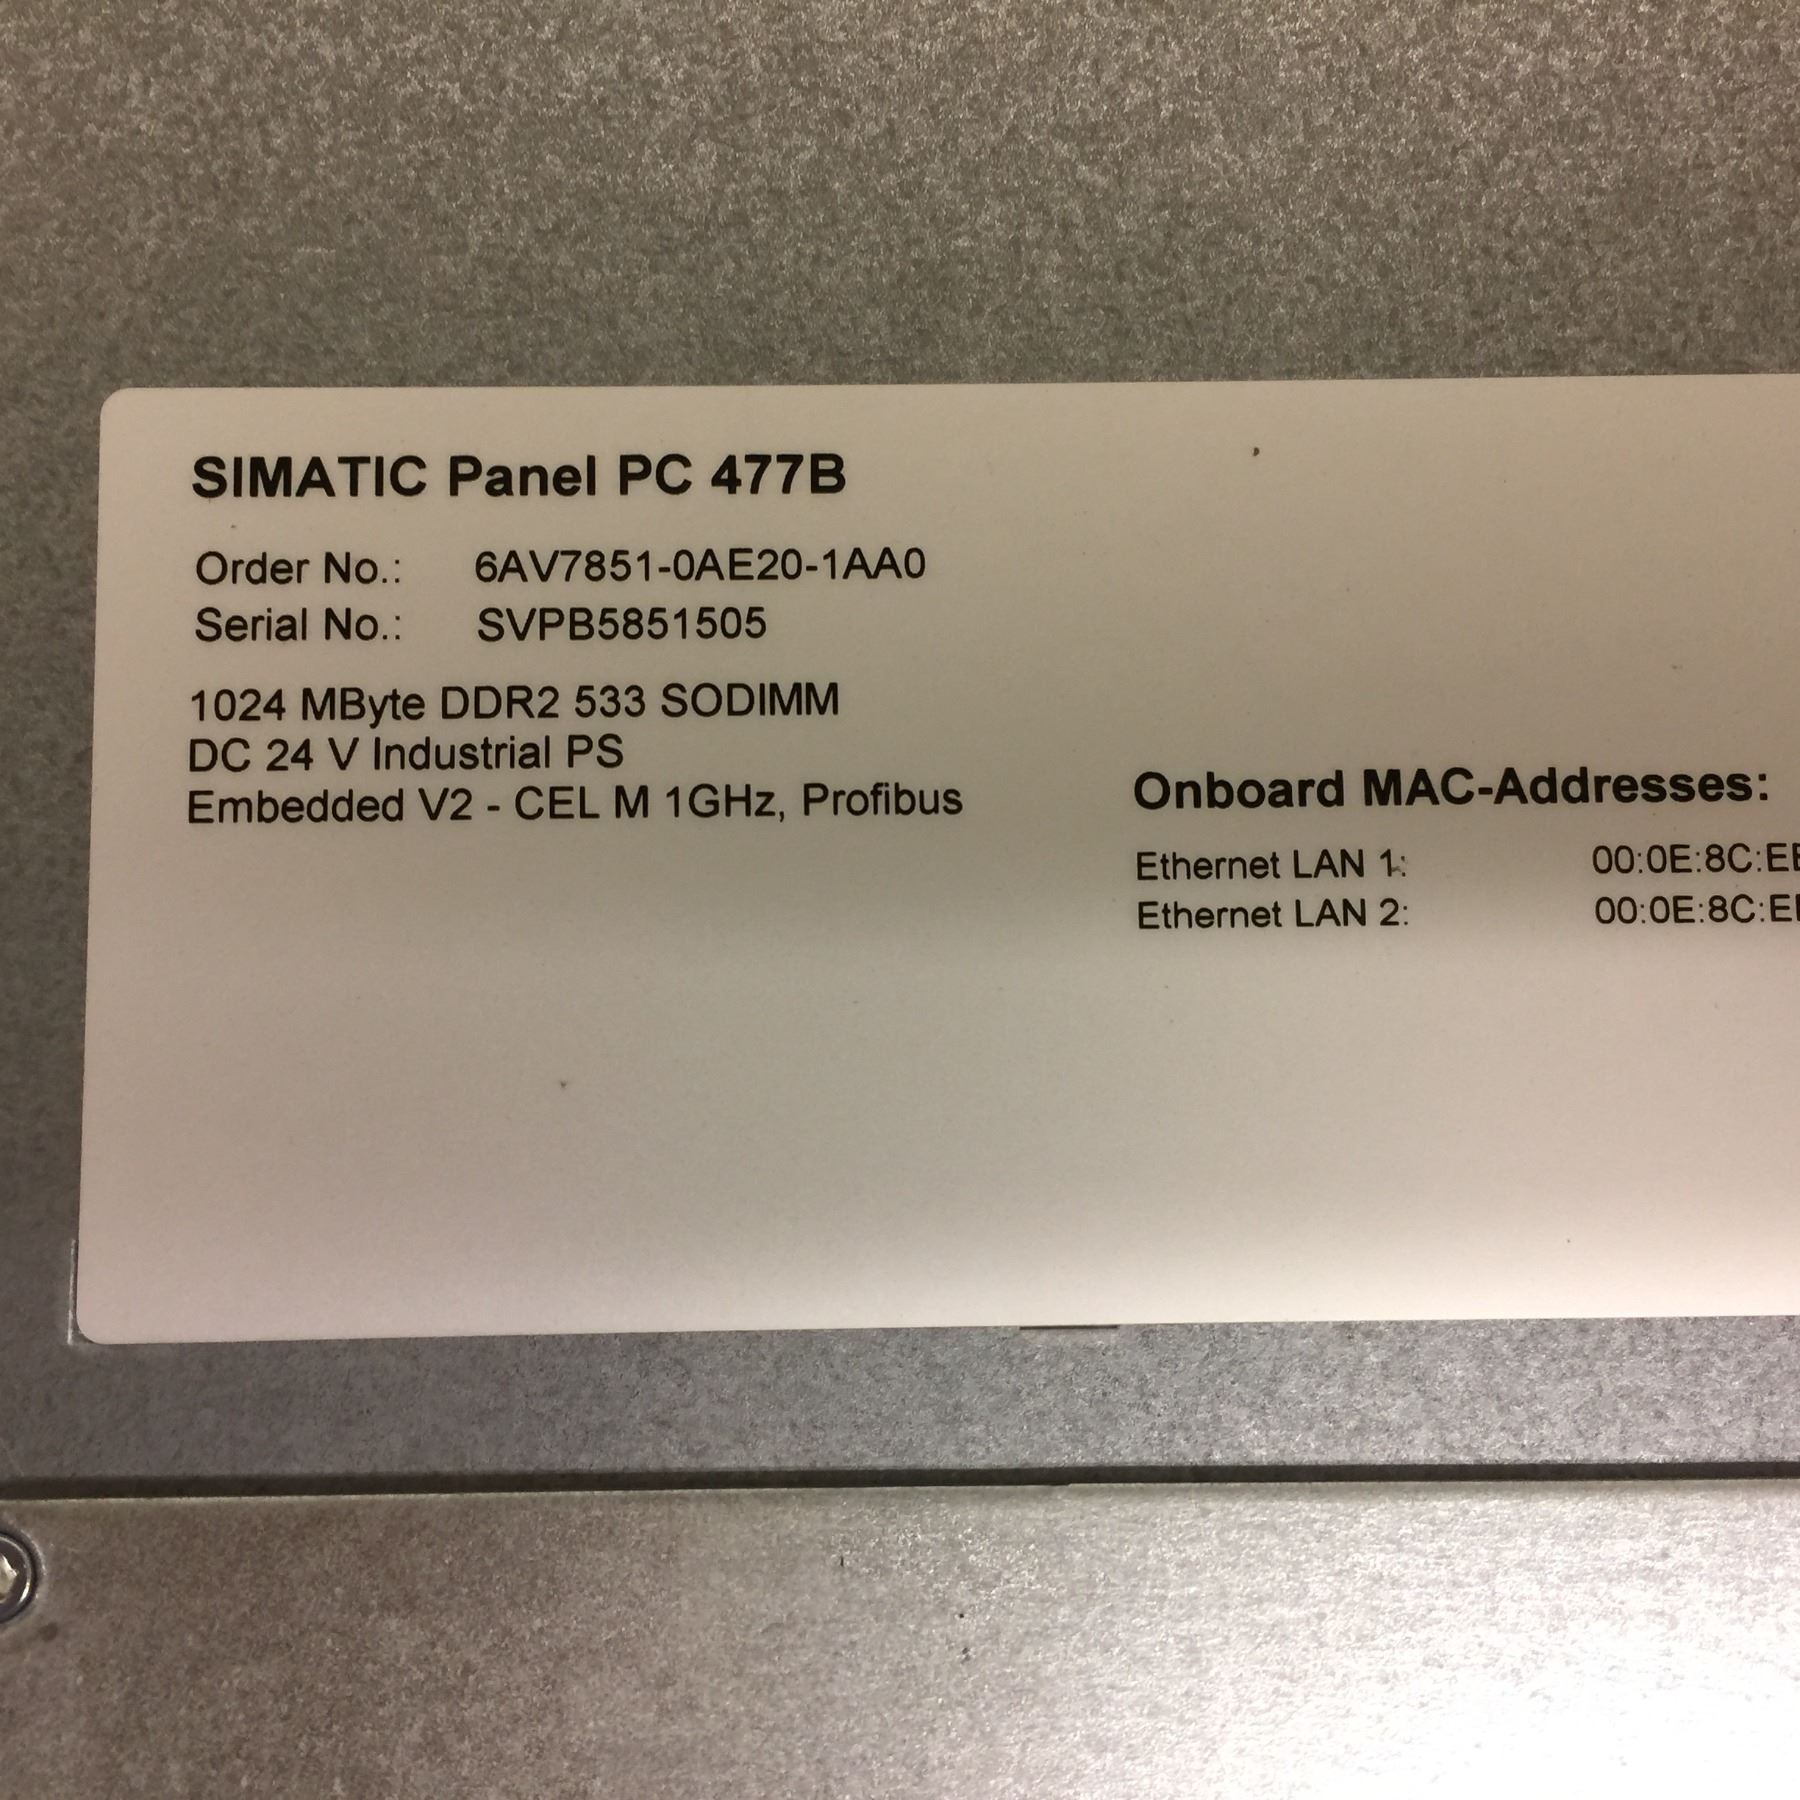 SIMATIC Panel PC 477B
Order No.: 6AV7851-0AE20-1AA0
Serial No.: SVPB5851505
1024 MByte DDR2 533 SODIMM
DC 24 V Industrial PS
Embedded V2 - CEL M 1GHz, Profibus
Onboard MAC-Addresses:
Ethernet LAN 1: 00:0E:8C:E
Ethernet LAN 2: 00:0E:8C:E